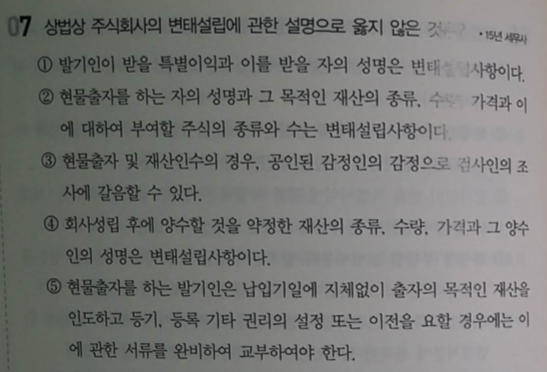 07 상법상 주식회사의 변태설립에 관한 설명으로 옳지 않은 것 • 15년 세무사
① 발기인이 받을 특별이익과 이를 받을 자의 성명은 변태설립사항이다.
② 현물출자를 하는 자의 성명과 그 목적인 재산의 종류, 수량, 가격과 이
에 대하여 부여할 주식의 종류와 수는 변태설립사항이다.
③ 현물출자 및 재산인수의 경우, 공인된 감정인의 감정으로 검사인의 조
사에 갈음할 수 있다.
④ 회사성립 후에 양수할 것을 약정한 재산의 종류, 수량, 가격과 그 양수
인의 성명은 변태설립사항이다.
⑤ 현물출자를 하는 발기인은 납입기일에 지체없이 출자의 목적인 재산을
인도하고 등기, 등록 기타 권리의 설정 또는 이전을 요할 경우에는 이
에 관한 서류를 완비하여 교부하여야 한다.